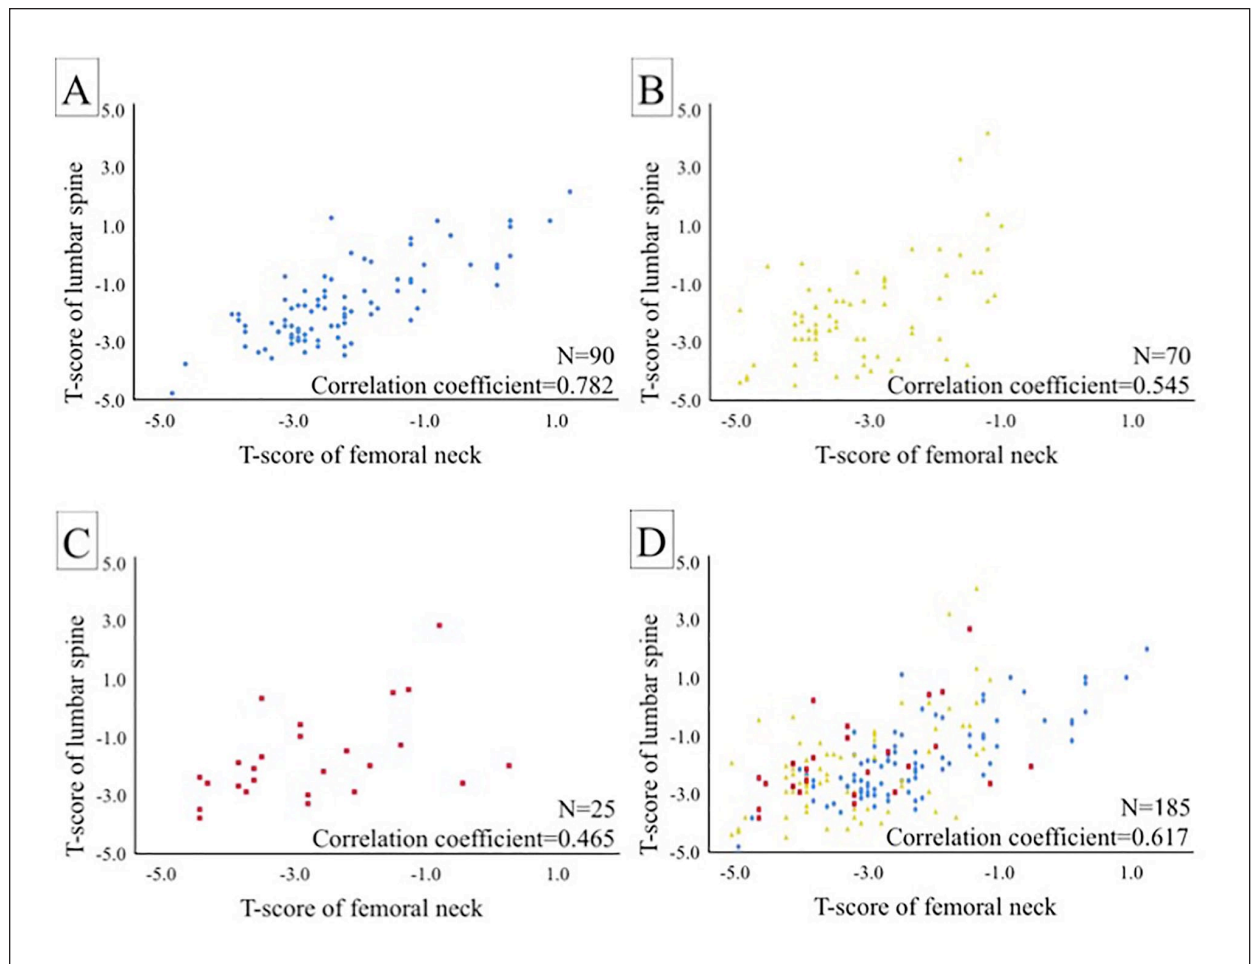 A
5.0
3.0
1.0
-1.0
-3.0
-5.0
T-score of lumbar spine
N=90
Correlation coefficient=0.782
-5.0 -3.0 -1.0 1.0
T-score of femoral neck
B
5.0
3.0
1.0
-1.0
-3.0
-5.0
T-score of lumbar spine
N=70
Correlation coefficient=0.545
-5.0 -3.0 -1.0 1.0
T-score of femoral neck
C
5.0
3.0
1.0
-1.0
-3.0
-5.0
T-score of lumbar spine
N=25
Correlation coefficient=0.465
-5.0 -3.0 -1.0 1.0
T-score of femoral neck
D
5.0
3.0
1.0
-1.0
-3.0
-5.0
T-score of lumbar spine
N=185
Correlation coefficient=0.617
-5.0 -3.0 -1.0 1.0
T-score of femoral neck